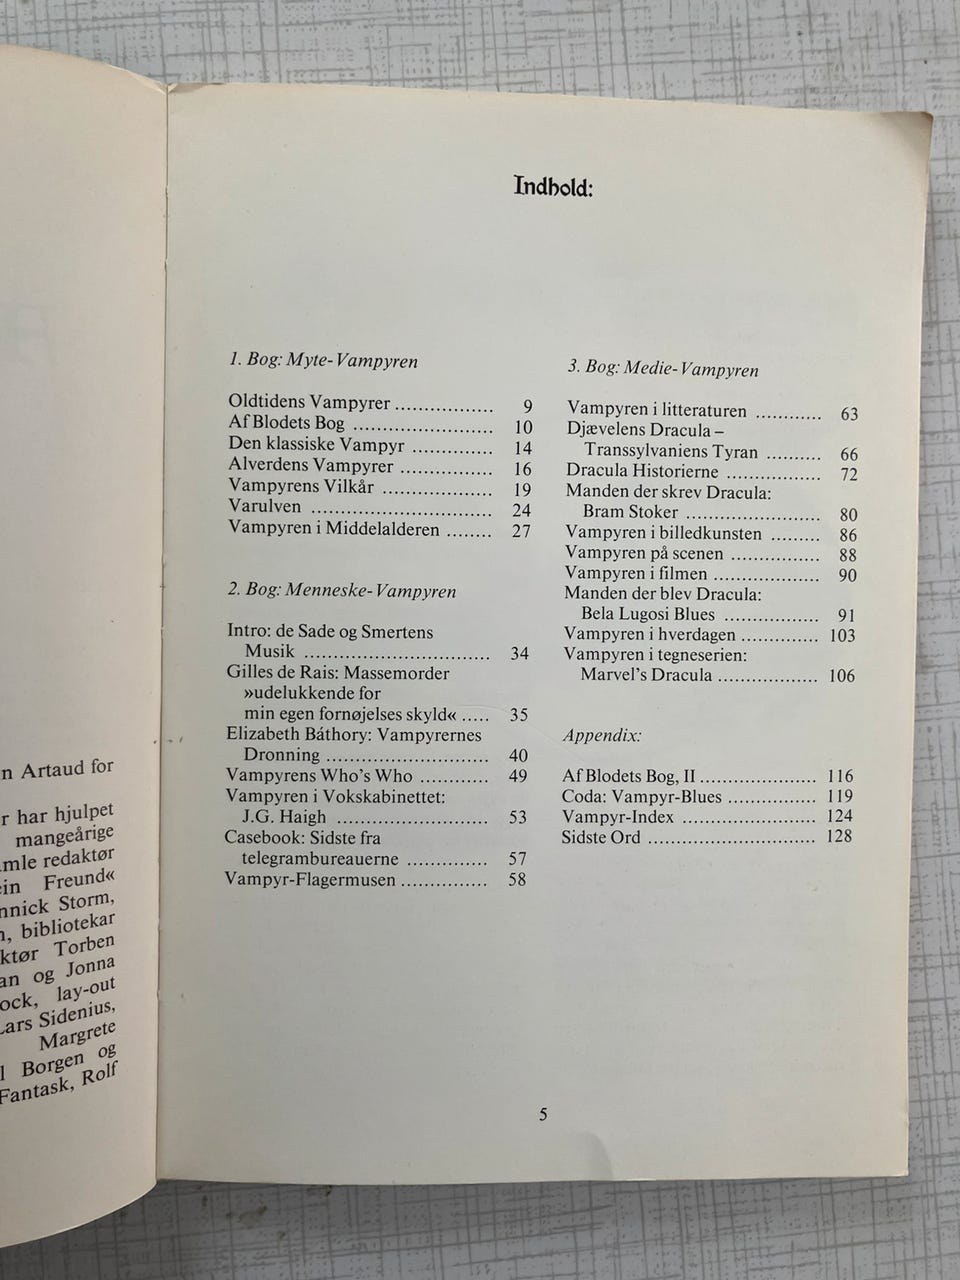 n Artaud for
r har hjulpet
mangeårige
mle redaktør
in Freund«
nnick Storm,
n, bibliotekar
ktør Torben
an og Jonna
ock, lay-out
Lars Sidenius,
Margrete
l Borgen og
Fantask, Rolf
Indhold:
1. Bog: Myte-Vampyren
Oldtidens Vampyrer ................. 9
Af Blodets Bog ........................ 10
Den klassiske Vampyr .............. 14
Alverdens Vampyrer ................ 16
Vampyrens Vilkår ................... 19
Varulven ............................... 24
Vampyren i Middelalderen ........ 27
2. Bog: Menneske-Vampyren
Intro: de Sade og Smertens
Musik ................................ 34
Gilles de Rais: Massemorder
»udelukkende for
min egen fornøjelses skyld« ..... 35
Elizabeth Báthory: Vampyrernes
Dronning ............................ 40
Vampyrens Who's Who ............ 49
Vampyren i Vokskabinettet:
J.G. Haigh .......................... 53
Casebook: Sidste fra
telegrambureauerne .............. 57
Vampyr-Flagermusen ............... 58
3. Bog: Medie-Vampyren
Vampyren i litteraturen ........... 63
Djævelens Dracula –
Transsylvaniens Tyran .......... 66
Dracula Historierne ................ 72
Manden der skrev Dracula:
Bram Stoker ....................... 80
Vampyren i billedkunsten ......... 86
Vampyren på scenen ............... 88
Vampyren i filmen .................. 90
Manden der blev Dracula:
Bela Lugosi Blues ................ 91
Vampyren i hverdagen ............. 103
Vampyren i tegneserien:
Marvel's Dracula ................. 106
Appendix:
Af Blodets Bog, II .................... 116
Coda: Vampyr-Blues ............... 119
Vampyr-Index ....................... 124
Sidste Ord ............................. 128
5